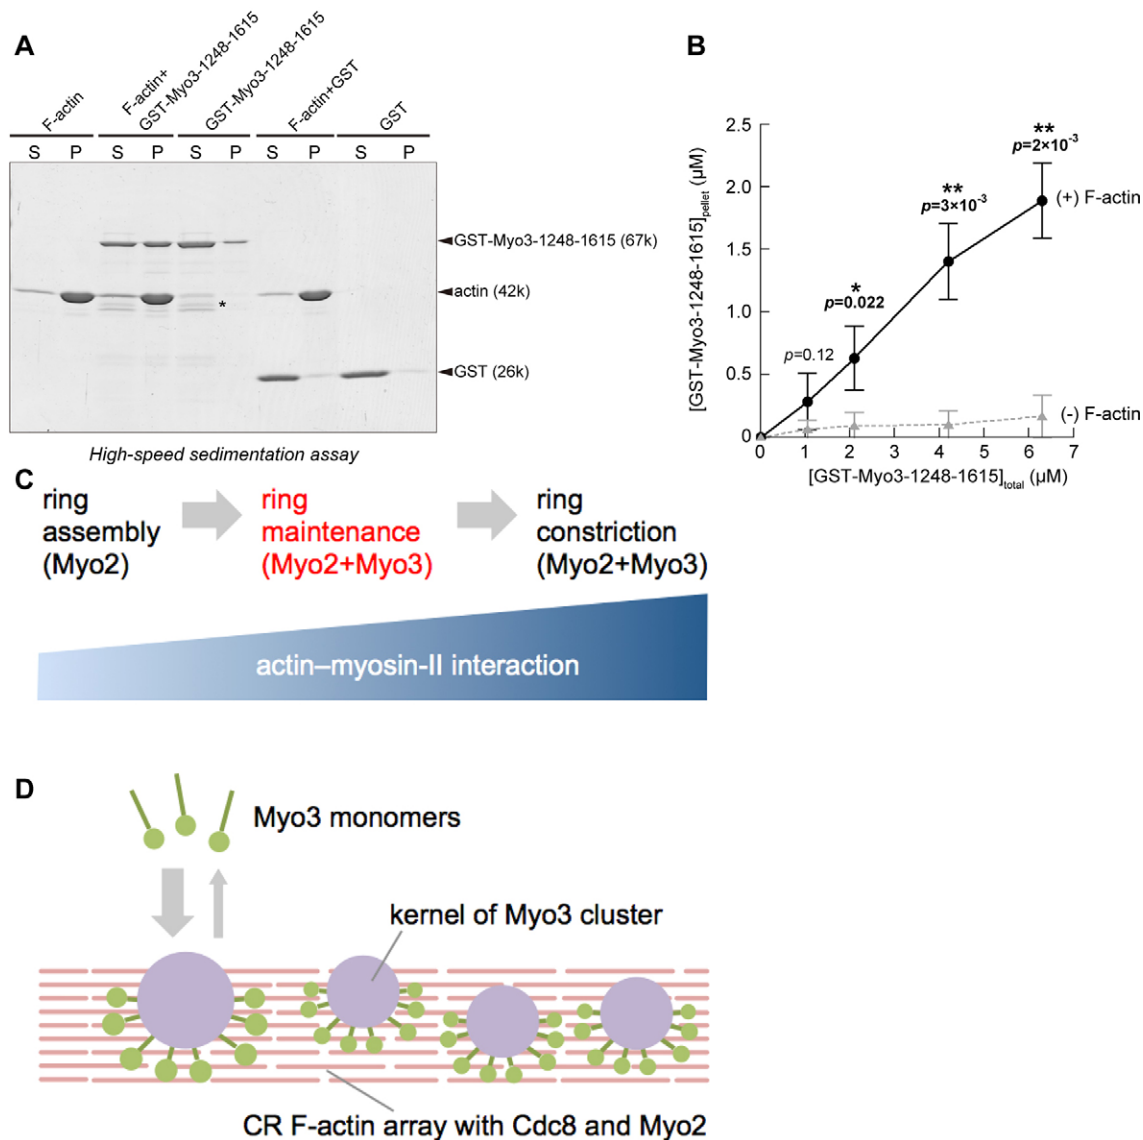 A
F-actin
F-actin+
GST-Myo3-1248-1615
GST-Myo3-1248-1615
F-actin+GST
GST
S P S P S P S P S P
GST-Myo3-1248-1615 (67k)
actin (42k)
*
GST (26k)
High-speed sedimentation assay
B
[GST-Myo3-1248-1615]pellet (μM)
2.5
2.0
1.5
1.0
0.5
0
p=0.12
*
p=0.022
**
p=3×10-3
**
p=2×10-3
(+) F-actin
(-) F-actin
0 1 2 3 4 5 6 7
[GST-Myo3-1248-1615]total (μM)
C
ring
assembly
(Myo2)
ring
maintenance
(Myo2+Myo3)
ring
constriction
(Myo2+Myo3)
actin–myosin-II interaction
D
Myo3 monomers
kernel of Myo3 cluster
CR F-actin array with Cdc8 and Myo2